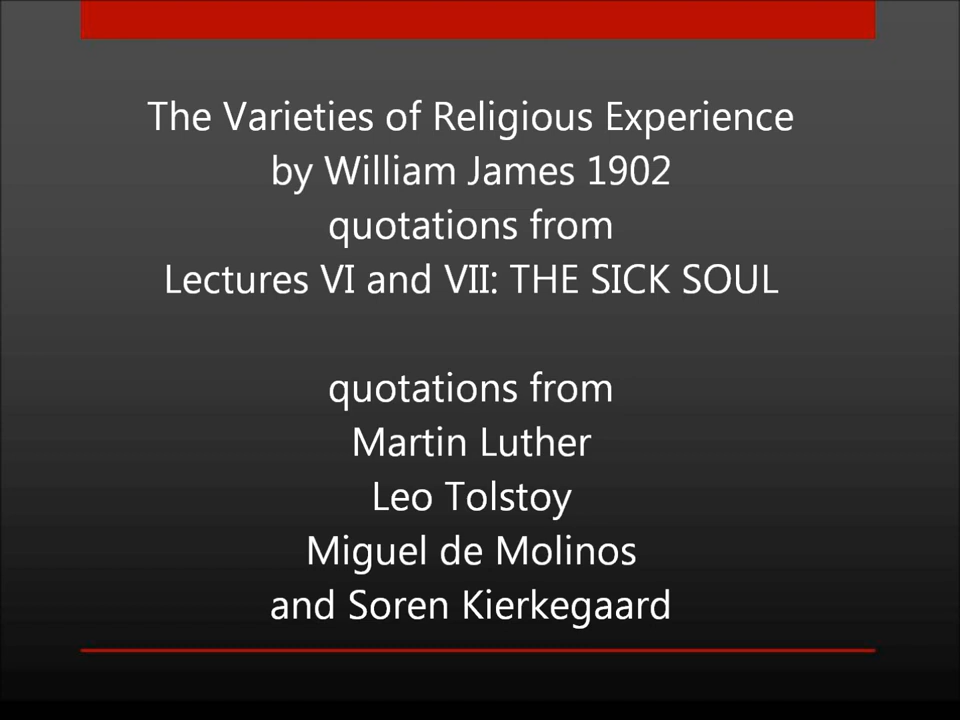 The Varieties of Religious Experience
by William James 1902
quotations from
Lectures VI and VII: THE SICK SOUL
quotations from
Martin Luther
Leo Tolstoy
Miguel de Molinos
and Soren Kierkegaard